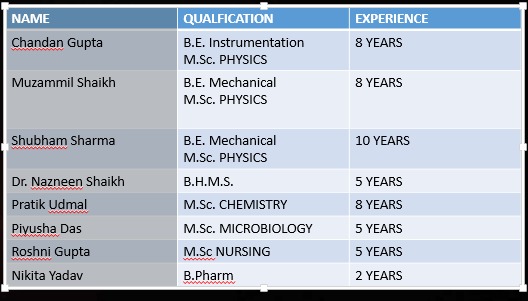 NAME QUALFICATION EXPERIENCE
Chandan Gupta B.E. Instrumentation 8 YEARS
M.Sc. PHYSICS
Muzammil Shaikh B.E. Mechanical 8 YEARS
M.Sc. PHYSICS
Shubham Sharma B.E. Mechanical 10 YEARS
M.Sc. PHYSICS
Dr. Nazneen Shaikh B.H.M.S. 5 YEARS
Pratik Udmal M.Sc. CHEMISTRY 8 YEARS
Piyusha Das M.Sc. MICROBIOLOGY 5 YEARS
Roshni Gupta M.Sc NURSING 5 YEARS
Nikita Yadav B.Pharm 2 YEARS